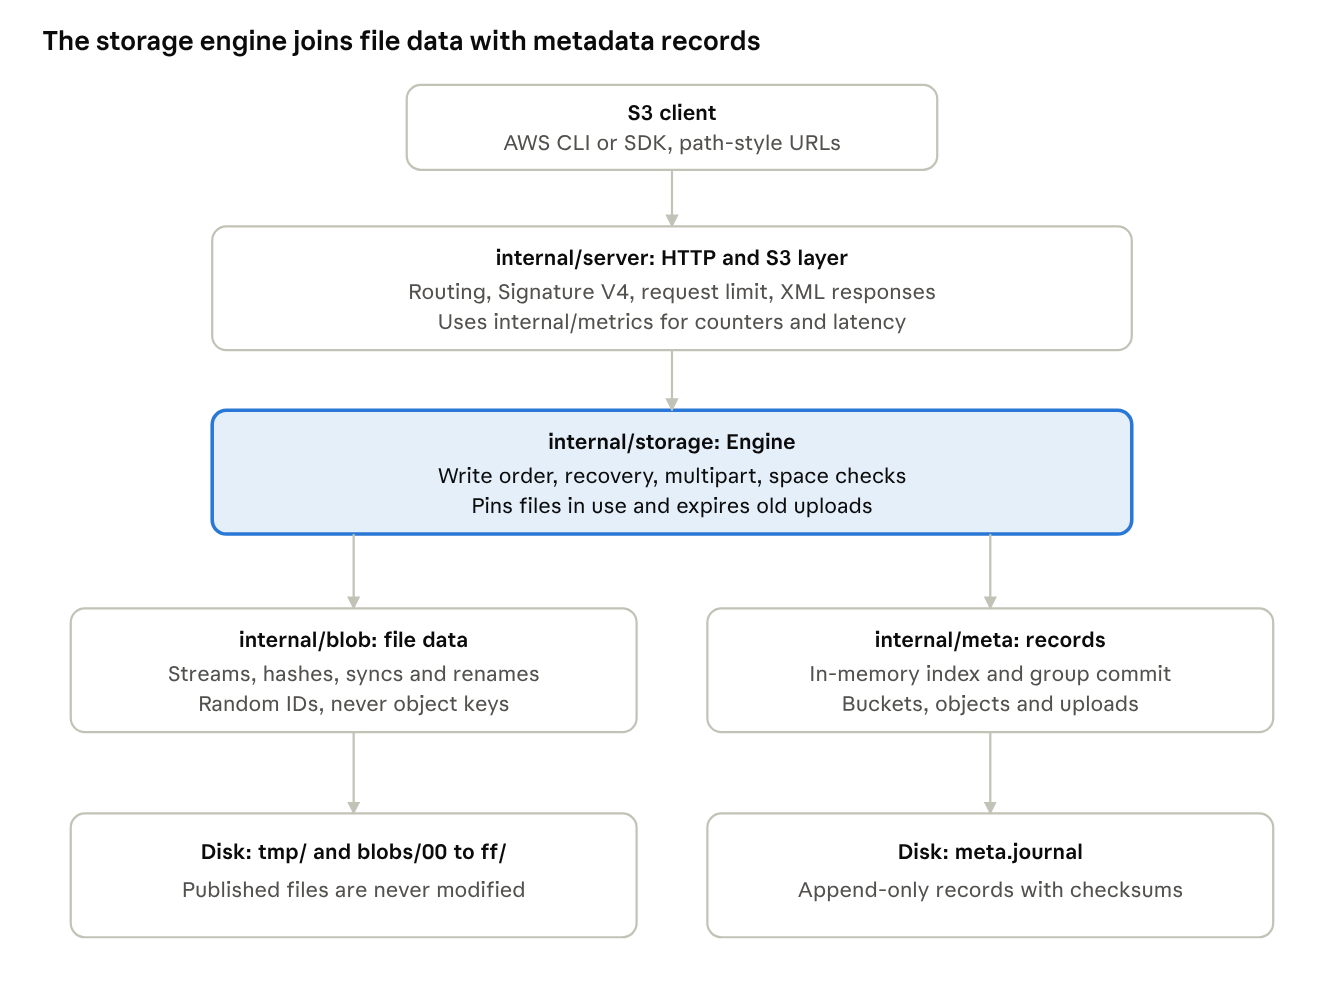 The storage engine joins file data with metadata records
S3 client
AWS CLI or SDK, path-style URLs
internal/server: HTTP and S3 layer
Routing, Signature V4, request limit, XML responses
Uses internal/metrics for counters and latency
internal/storage: Engine
Write order, recovery, multipart, space checks
Pins files in use and expires old uploads
internal/blob: file data
Streams, hashes, syncs and renames
Random IDs, never object keys
internal/meta: records
In-memory index and group commit
Buckets, objects and uploads
Disk: tmp/ and blobs/00 to ff/
Published files are never modified
Disk: meta.journal
Append-only records with checksums